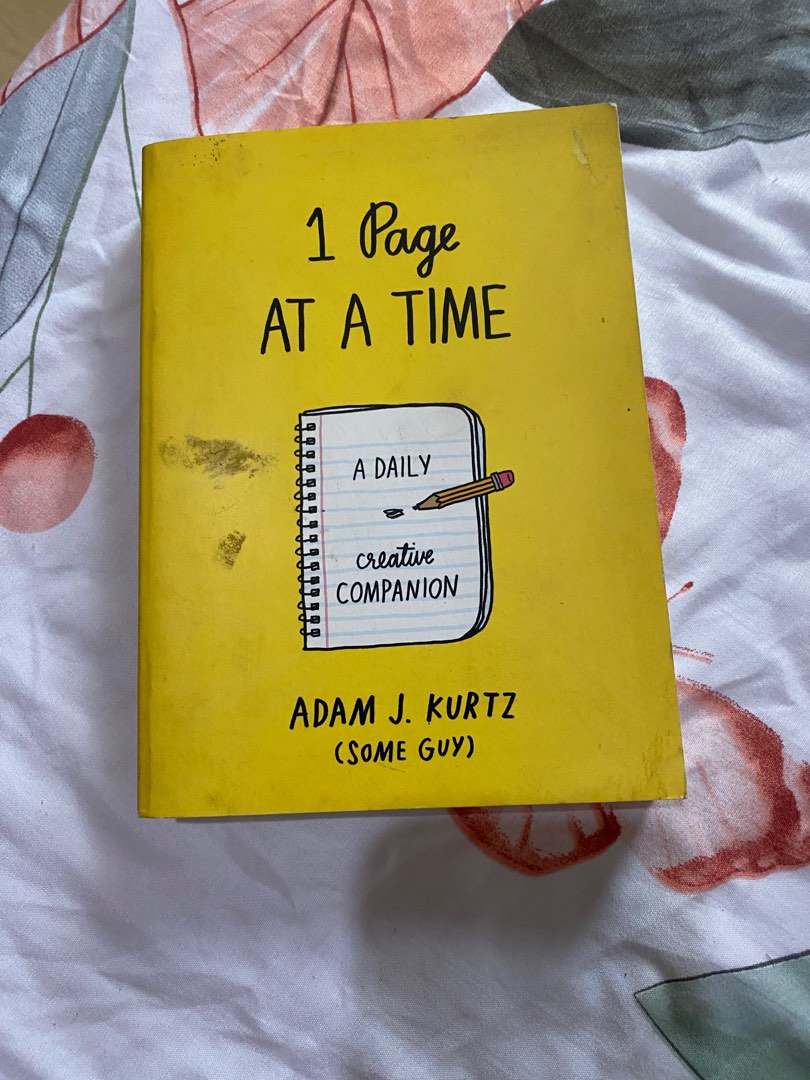 1 Page
AT A TIME
A DAILY
creative
COMPANION
ADAM J. KURTZ
(SOME GUY)